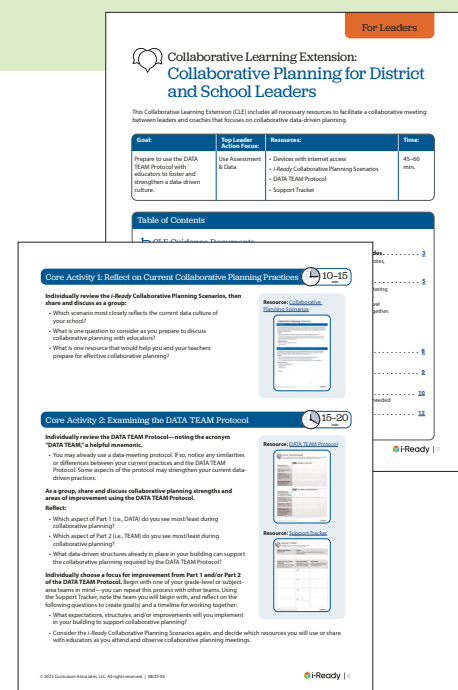 For Leaders
Collaborative Learning Extension:
Collaborative Planning for District
and School Leaders
This Collaborative Learning Extension (CLE) includes all necessary resources to facilitate a collaborative meeting
between leaders and coaches that focuses on collaborative data-driven planning.
Goal:
Top Leader
Action Focus:
Resources:
Time:
Prepare to use the DATA
TEAM Protocol with
educators to foster and
strengthen a data-driven
culture.
Use Assessment
& Data
• Devices with internet access
• i-Ready Collaborative Planning Scenarios
• DATA TEAM Protocol
• Support Tracker
45–60
min.
Table of Contents
CLE Guidance Documents
3
5
8
9
10
12
i-Ready | 2
Core Activity 1: Reflect on Current Collaborative Planning Practices
10–15
min.
Individually review the i-Ready Collaborative Planning Scenarios, then
share and discuss as a group:
• Which scenario most closely reflects the current data culture of
your school?
• What is one question to consider as you prepare to discuss
collaborative planning with educators?
• What is one resource that would help you and your teachers
prepare for effective collaborative planning?
Resource: Collaborative
Planning Scenarios
Core Activity 2: Examining the DATA TEAM Protocol
15–20
min.
Individually review the DATA TEAM Protocol—noting the acronym
“DATA TEAM,” a helpful mnemonic.
• You may already use a data-meeting protocol. If so, notice any similarities
or differences between your current practices and the DATA TEAM
Protocol. Some aspects of the protocol may strengthen your current data-
driven practices.
As a group, share and discuss collaborative planning strengths and
areas of improvement using the DATA TEAM Protocol.
Reflect:
• Which aspect of Part 1 (i.e., DATA) do you see most/least during
collaborative planning?
• Which aspect of Part 2 (i.e., TEAM) do you see most/least during
collaborative planning?
• What data-driven structures already in place in your building can support
the collaborative planning required by the DATA TEAM Protocol?
Individually choose a focus for improvement from Part 1 and/or Part 2
of the DATA TEAM Protocol. Begin with one of your grade-level or subject-
area teams in mind—you can repeat this process with other teams. Using
the Support Tracker, note the team you will begin with, and reflect on the
following questions to create goal(s) and a timeline for working together:
• What expectations, structures, and/or improvements will you implement
in your building to support collaborative planning?
• Consider the i-Ready Collaborative Planning Scenarios again, and decide which resources you will use or share
with educators as you attend and observe collaborative planning meetings.
Resource: DATA TEAM Protocol
Resource: Support Tracker
© 2023 Curriculum Associates, LLC. All rights reserved. | 08/23 0K
i-Ready |